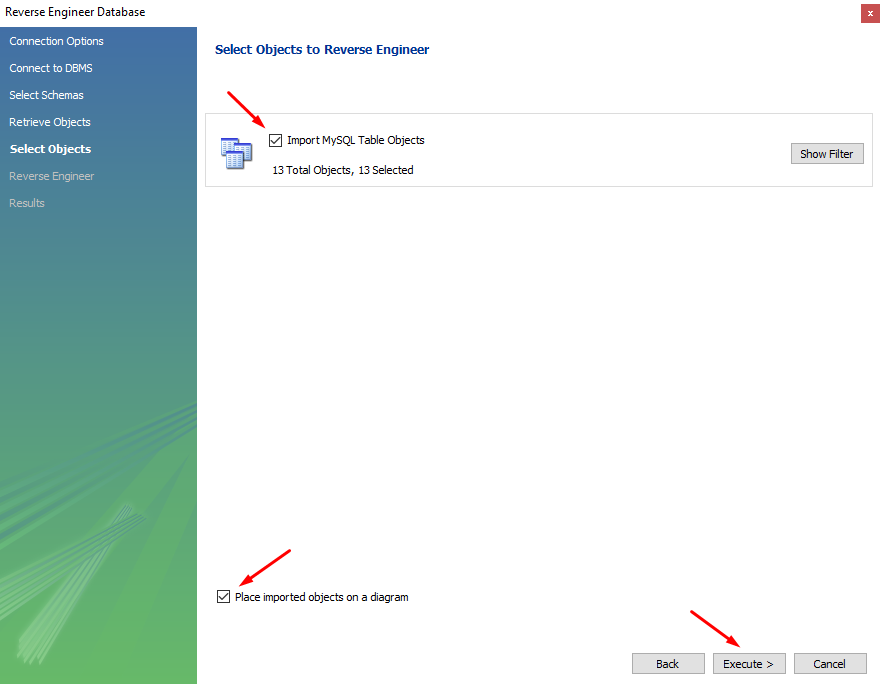 Reverse Engineer Database
x
Connection Options
Connect to DBMS
Select Schemas
Retrieve Objects
Select Objects
Reverse Engineer
Results
Select Objects to Reverse Engineer
Import MySQL Table Objects
13 Total Objects, 13 Selected
Show Filter
Place imported objects on a diagram
Back
Execute >
Cancel